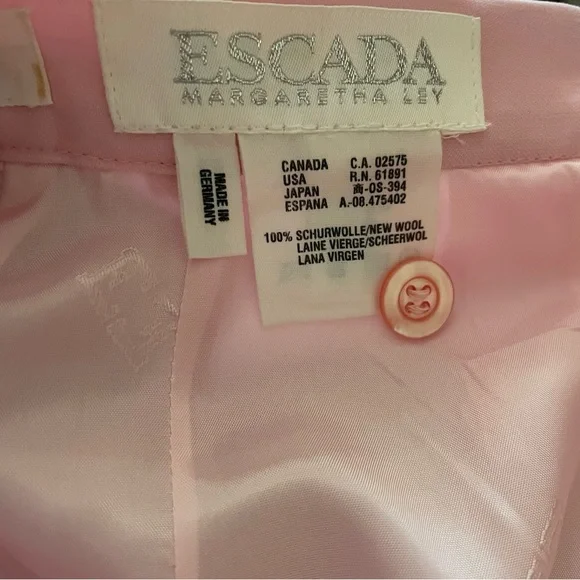 ESCADA
MARGARETHA LEY
MADE IN
GERMANY
CANADA C.A. 02575
USA R.N. 61891
JAPAN 商-OS-394
ESPANA A.-08.475402
100% SCHURWOLLE/NEW WOOL
LAINE VIERGE/SCHEERWOL
LANA VIRGEN